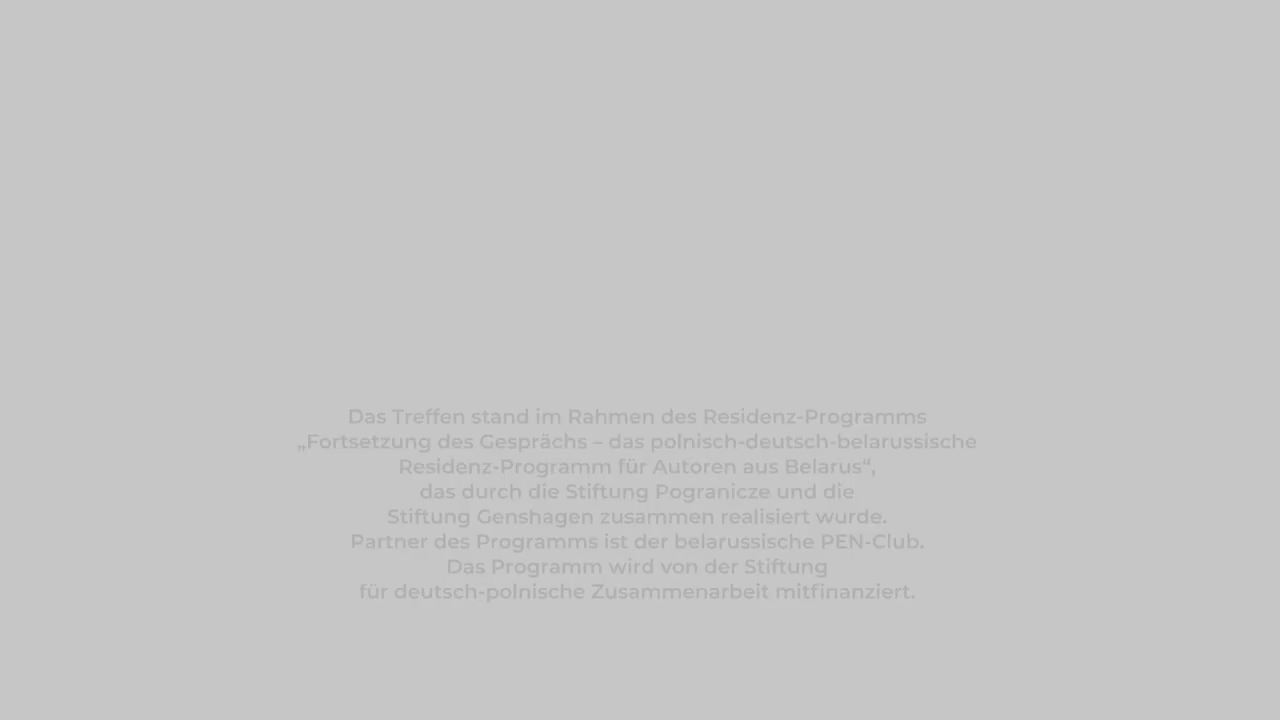 Das Treffen stand im Rahmen des Residenz-Programms
„Fortsetzung des Gesprächs – das polnisch-deutsch-belarussische
Residenz-Programm für Autoren aus Belarus“,
das durch die Stiftung Pogranicze und die
Stiftung Genshagen zusammen realisiert wurde.
Partner des Programms ist der belarussische PEN-Club.
Das Programm wird von der Stiftung
für deutsch-polnische Zusammenarbeit mitfinanziert.